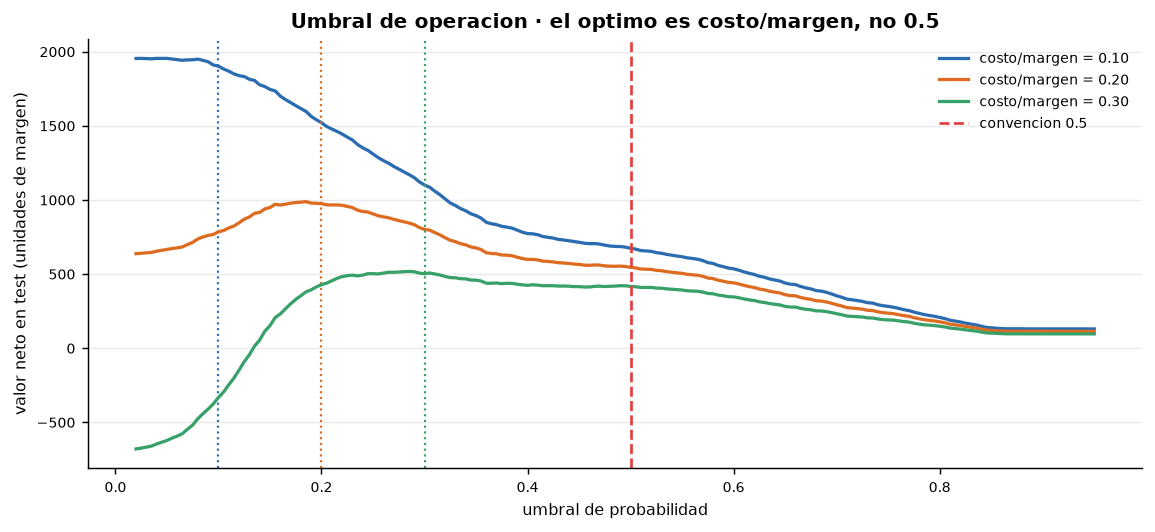 Umbral de operacion · el optimo es costo/margen, no 0.5
valor neto en test (unidades de margen)
2000
1500
1000
500
0
−500
costo/margen = 0.10
costo/margen = 0.20
costo/margen = 0.30
convencion 0.5
0.0
0.2
0.4
0.6
0.8
umbral de probabilidad